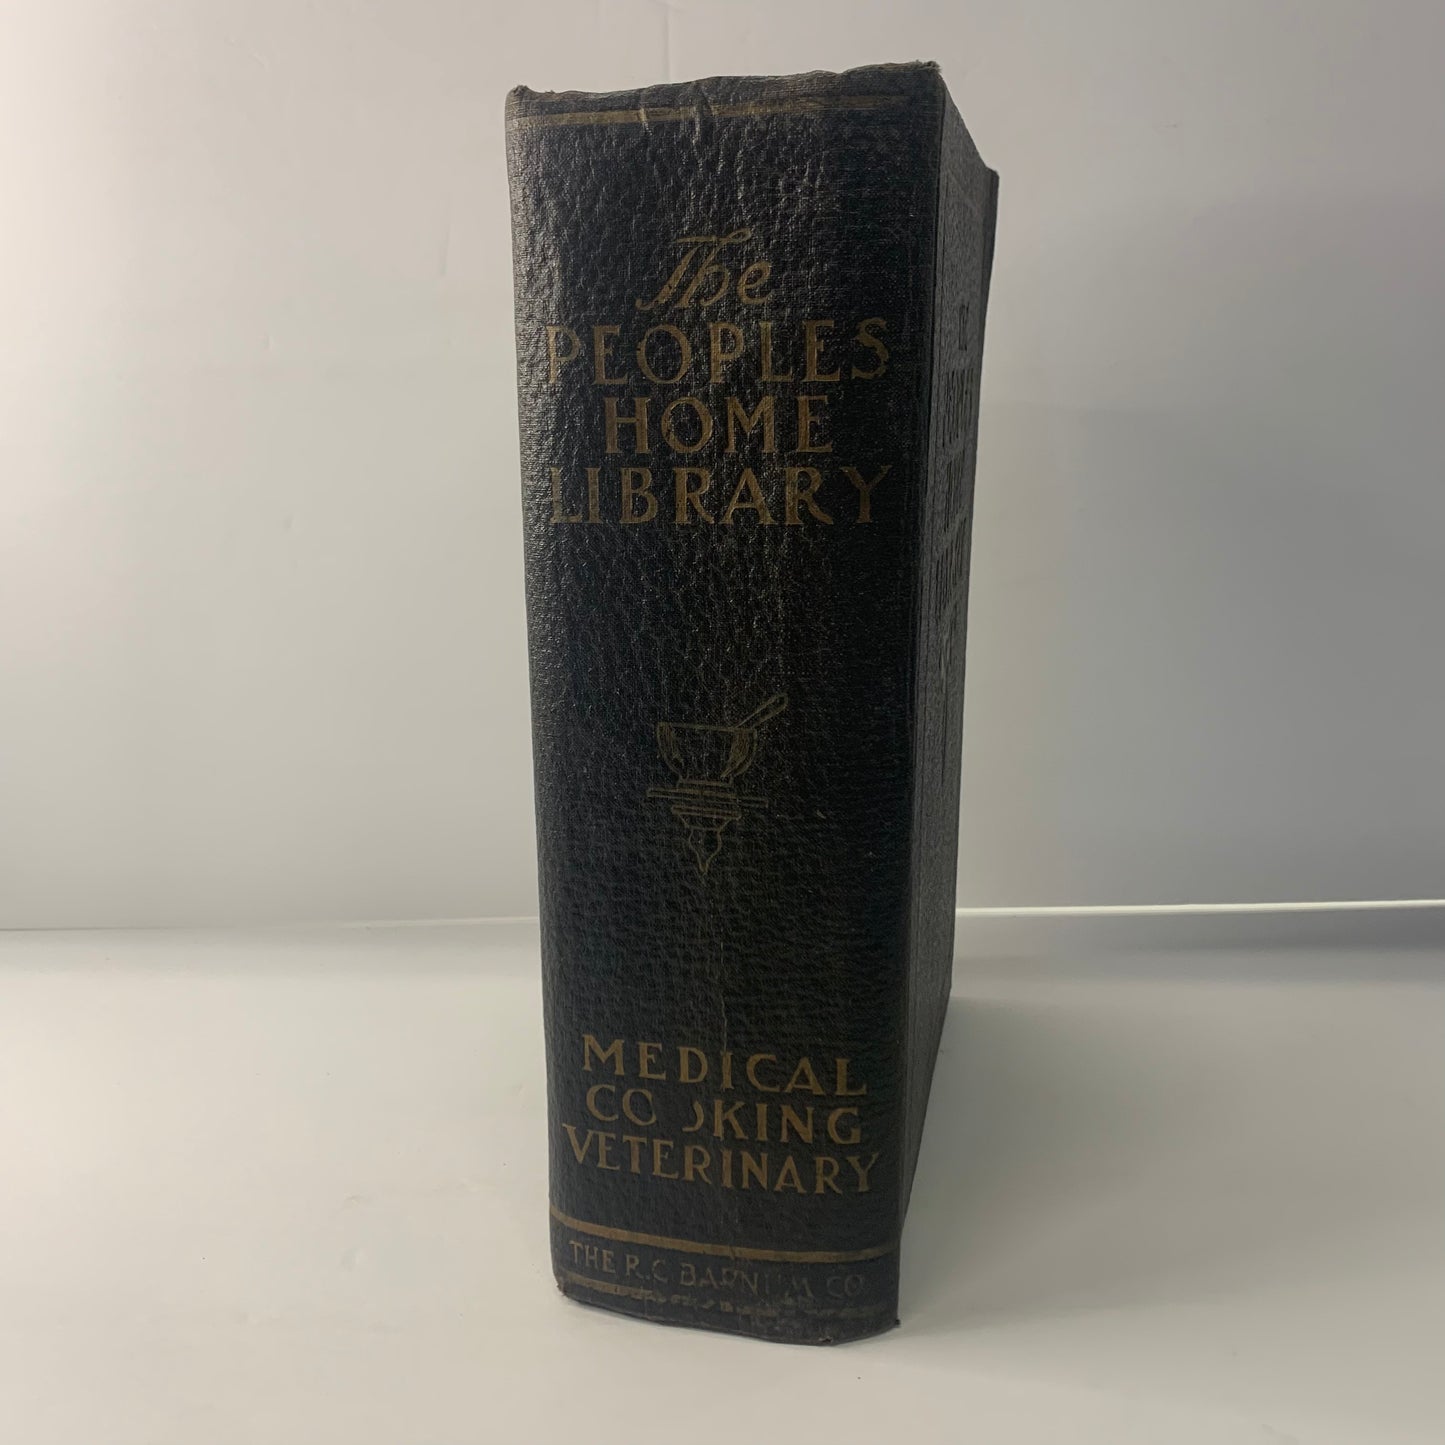 The
PEOPLES
HOME
LIBRARY
MEDICAL
COOKING
VETERINARY
THE R.C. BARNUM CO